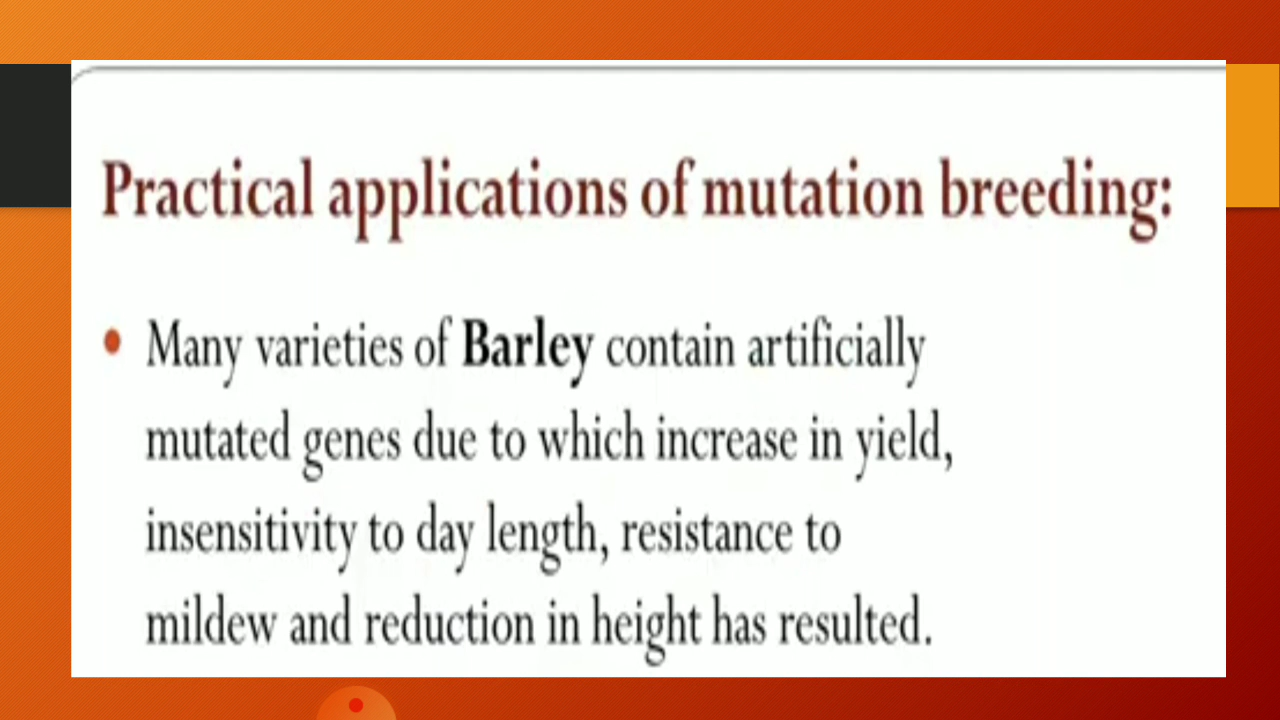 Practical applications of mutation breeding:
• Many varieties of Barley contain artificially
mutated genes due to which increase in yield,
insensitivity to day length, resistance to
mildew and reduction in height has resulted.